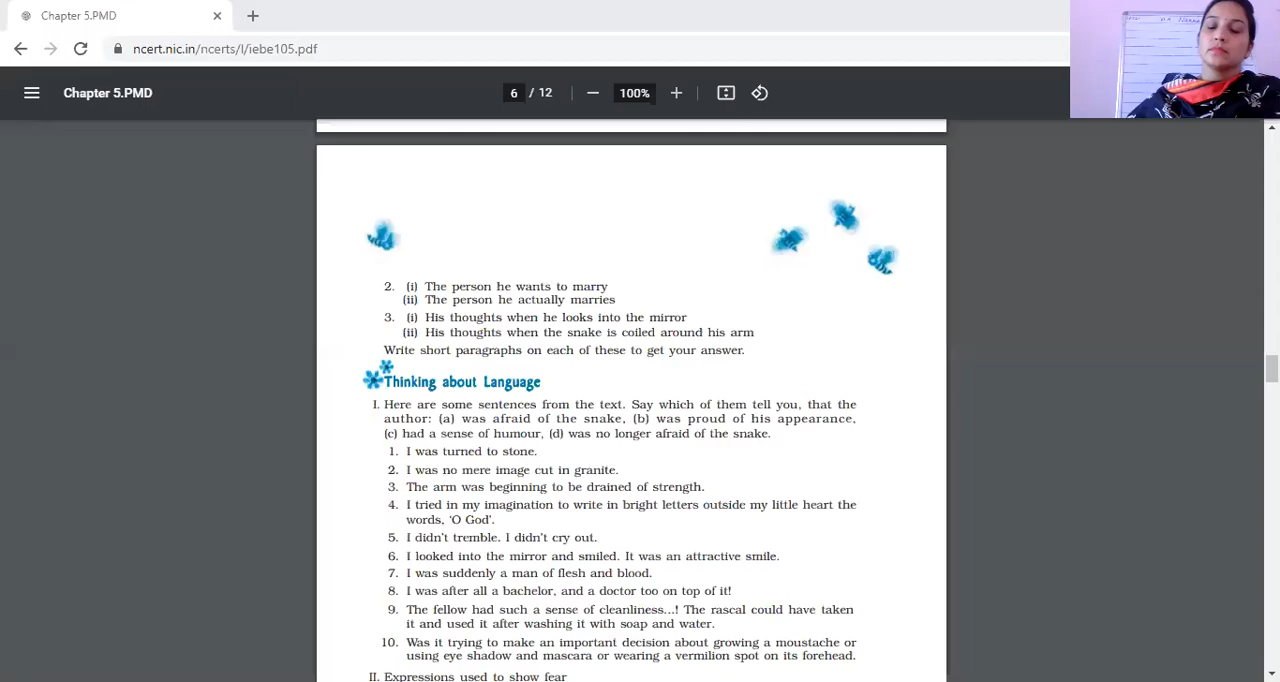 Chapter 5.PMD
ncert.nic.in/ncerts/l/iebe105.pdf
Chapter 5.PMD
6 / 12
100%
2. (i) The person he wants to marry
(ii) The person he actually marries
3. (i) His thoughts when he looks into the mirror
(ii) His thoughts when the snake is coiled around his arm
Write short paragraphs on each of these to get your answer.
Thinking about Language
I. Here are some sentences from the text. Say which of them tell you, that the
author: (a) was afraid of the snake, (b) was proud of his appearance,
(c) had a sense of humour, (d) was no longer afraid of the snake.
1. I was turned to stone.
2. I was no mere image cut in granite.
3. The arm was beginning to be drained of strength.
4. I tried in my imagination to write in bright letters outside my little heart the
words, ‘O God’.
5. I didn’t tremble. I didn’t cry out.
6. I looked into the mirror and smiled. It was an attractive smile.
7. I was suddenly a man of flesh and blood.
8. I was after all a bachelor, and a doctor too on top of it!
9. The fellow had such a sense of cleanliness...! The rascal could have taken
it and used it after washing it with soap and water.
10. Was it trying to make an important decision about growing a moustache or
using eye shadow and mascara or wearing a vermilion spot on its forehead.
II. Expressions used to show fear